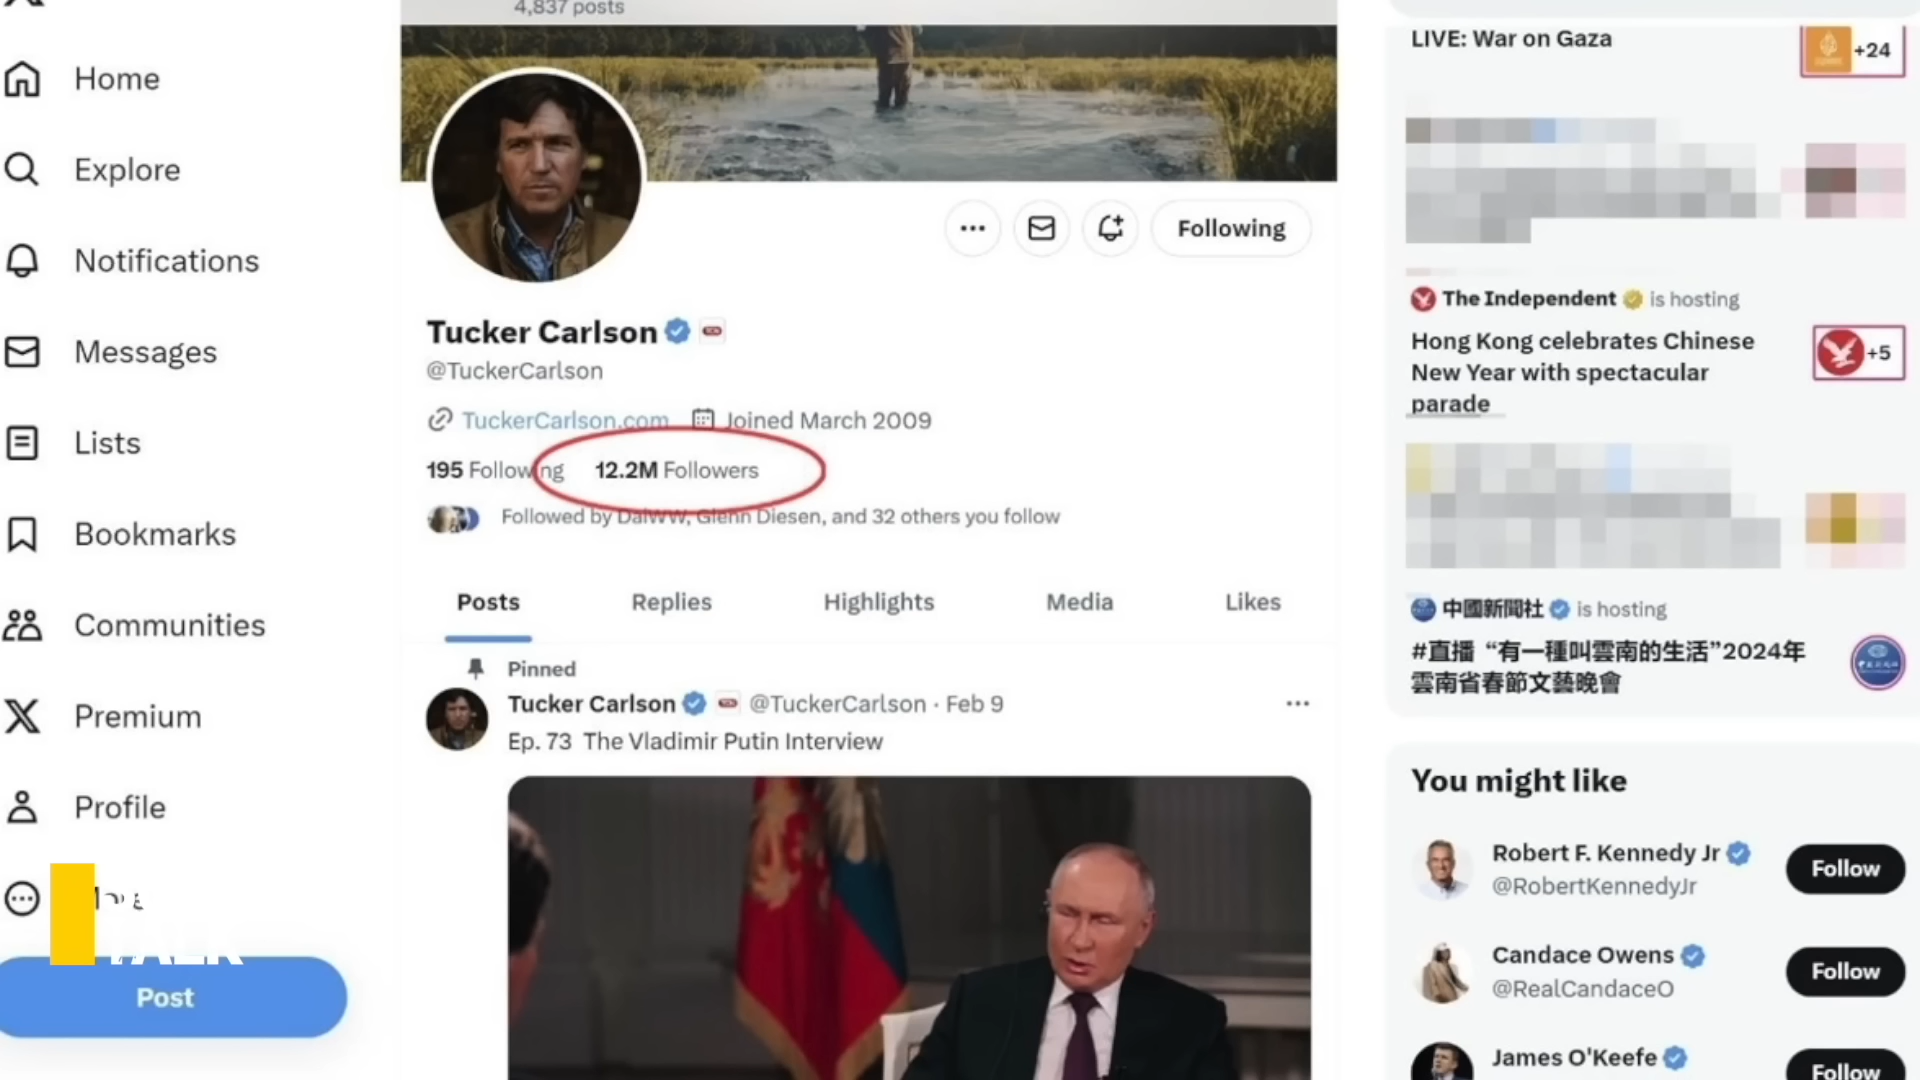 4,837 posts
Home
Explore
Notifications
Messages
Lists
Bookmarks
Communities
Premium
Profile
Post
Following
Tucker Carlson
@TuckerCarlson
TuckerCarlson.com Joined March 2009
195 Following 12.2M Followers
Followed by DalWW, Glenn Diesen, and 32 others you follow
Posts Replies Highlights Media Likes
Pinned
Tucker Carlson @TuckerCarlson · Feb 9
Ep. 73 The Vladimir Putin Interview
LIVE: War on Gaza
+24
The Independent is hosting
Hong Kong celebrates Chinese
New Year with spectacular
parade
+5
中國新聞社 is hosting
#直播 “有一種叫雲南的生活”2024年
雲南省春節文藝晚會
You might like
Robert F. Kennedy Jr
@RobertKennedyJr
Follow
Candace Owens
@RealCandaceO
Follow
James O'Keefe
Follow